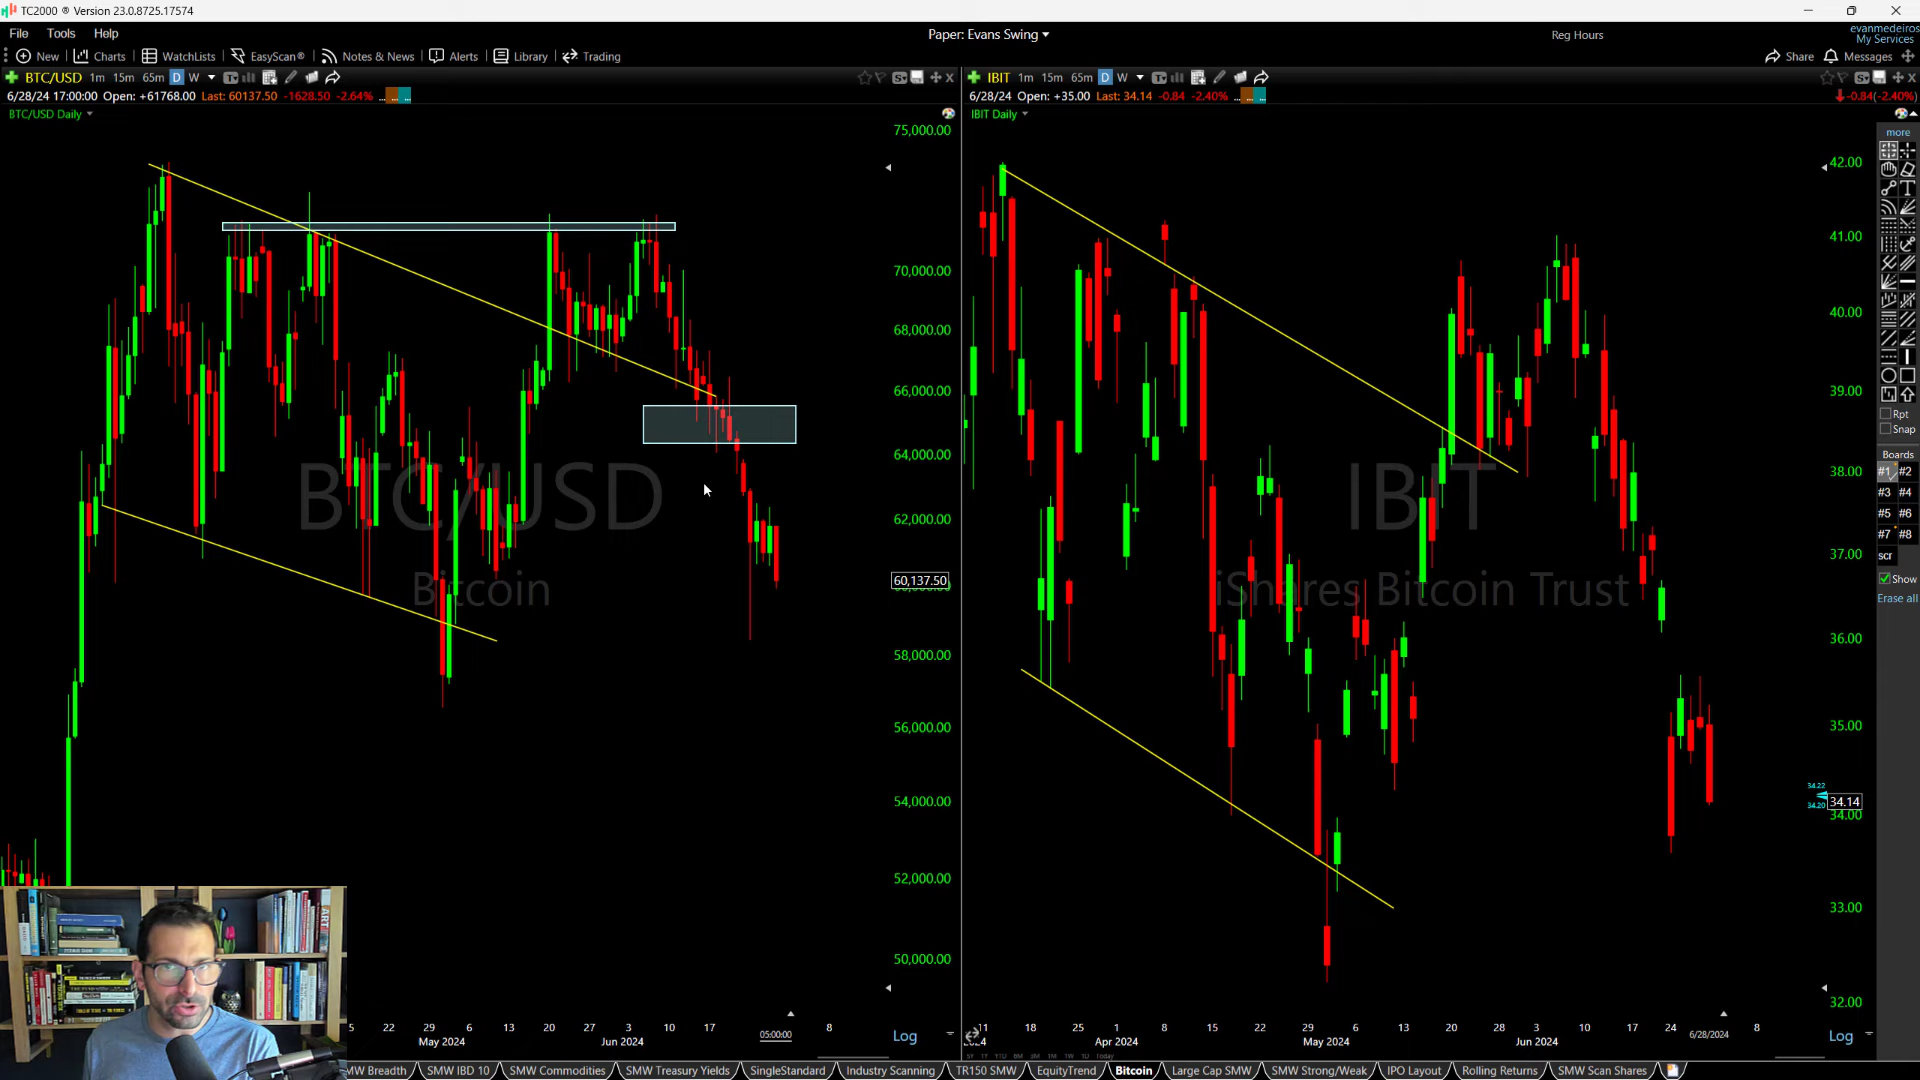 TC2000 ® Version 23.0.8725.17574
File Tools Help
Paper: Evans Swing
Reg Hours
evanmedeiros
My Services
New Charts WatchLists EasyScan® Notes & News Alerts Library Trading
Share Messages
BTC/USD 1m 15m 65m D W
6/28/24 17:00:00 Open: +61768.00 Last: 60137.50 -1628.50 -2.64%
BTC/USD Daily
75,000.00
70,000.00
68,000.00
66,000.00
64,000.00
62,000.00
60,137.50
58,000.00
56,000.00
54,000.00
52,000.00
50,000.00
BTC/USD
Bitcoin
5 22 29 6 13 20 27 3 10 17 05:00:00 8
May 2024 Jun 2024
Log
IBIT 1m 15m 65m D W
6/28/24 Open: +35.00 Last: 34.14 -0.84 -2.40%
-0.84(-2.40%)
IBIT Daily
42.00
41.00
40.00
39.00
38.00
37.00
36.00
35.00
34.22
34.20
34.14
34.00
33.00
32.00
IBIT
iShares Bitcoin Trust
11 18 25 1 8 15 22 29 6 13 20 28 3 10 17 24 6/28/2024 8
Apr 2024 May 2024 Jun 2024
Log
more
Rpt
Snap
Boards
#1 #2
#3 #4
#5 #6
#7 #8
scr
Show
Erase all
MW Breadth SMW IBD 10 SMW Commodities SMW Treasury Yields SingleStandard Industry Scanning TR150 SMW EquityTrend Bitcoin Large Cap SMW SMW Strong/Weak IPO Layout Rolling Returns SMW Scan Shares